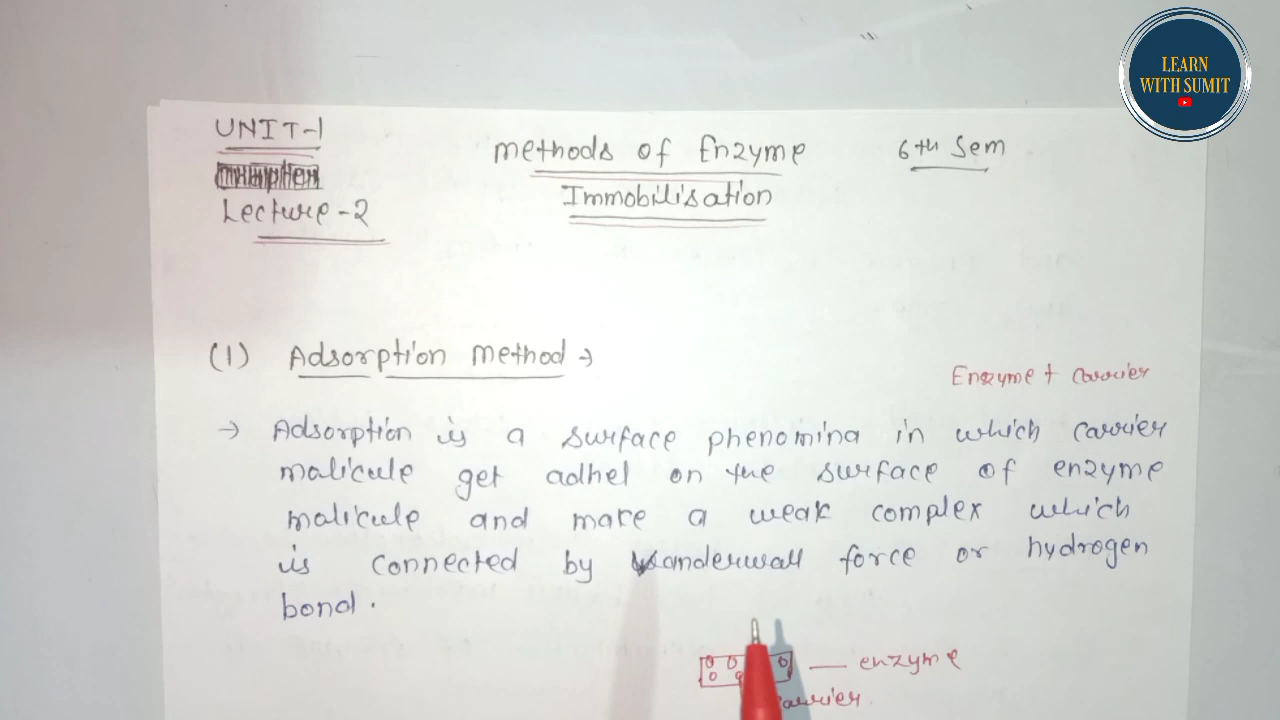 LEARN
WITH SUMIT
UNIT-1
Lecture-2
methods of Enzyme
Immobilisation
6th Sem
(1) Adsorption method →
Enzyme + carrier
→ Adsorption is a surface phenomina in which carrier
malicule get adhel on the surface of enzyme
malicule and make a weak complex which
is connected by Vanderwall force or hydrogen
bond.
enzyme
carrier